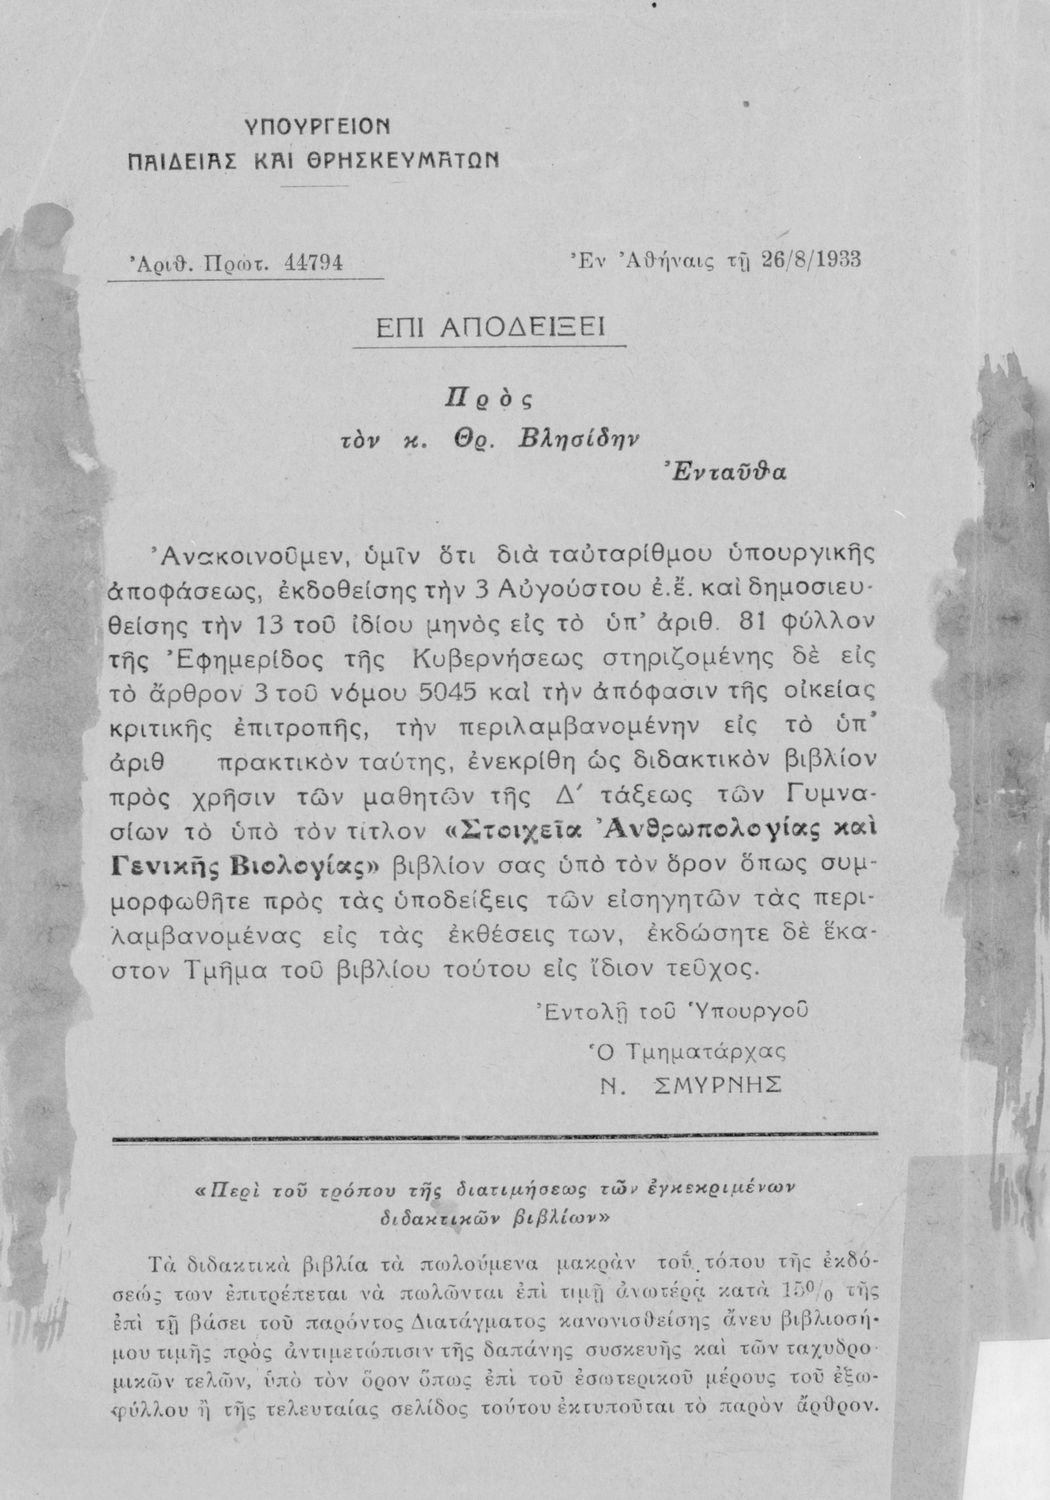 ΥΠΟΥΡΓΕΙΟΝ
ΠΑΙΔΕΙΑΣ ΚΑΙ ΘΡΗΣΚΕΥΜΑΤΩΝ
Ἀριθ. Πρωτ. 44794
Ἐν Ἀθήναις τῇ 26/8/1933
ΕΠΙ ΑΠΟΔΕΙΞΕΙ
Πρὸς
τὸν κ. Θρ. Βλησίδην
Ἐνταῦθα
Ἀνακοινοῦμεν, ὑμῖν ὅτι διὰ ταὐταρίθμου ὑπουργικῆς
ἀποφάσεως, ἐκδοθείσης τὴν 3 Αὐγούστου ἐ.ἔ. καὶ δημοσιευ-
θείσης τὴν 13 τοῦ ἰδίου μηνὸς εἰς τὸ ὑπ' ἀριθ. 81 φύλλον
τῆς Ἐφημερίδος τῆς Κυβερνήσεως στηριζομένης δὲ εἰς
τὸ ἄρθρον 3 τοῦ νόμου 5045 καὶ τὴν ἀπόφασιν τῆς οἰκείας
κριτικῆς ἐπιτροπῆς, τὴν περιλαμβανομένην εἰς τὸ ὑπ'
ἀριθ πρακτικὸν ταύτης, ἐνεκρίθη ὡς διδακτικὸν βιβλίον
πρὸς χρῆσιν τῶν μαθητῶν τῆς Δ΄ τάξεως τῶν Γυμνα-
σίων τὸ ὑπὸ τὸν τίτλον «Στοιχεῖα Ἀνθρωπολογίας καὶ
Γενικῆς Βιολογίας» βιβλίον σας ὑπὸ τὸν ὅρον ὅπως συμ-
μορφωθῆτε πρὸς τὰς ὑποδείξεις τῶν εἰσηγητῶν τὰς περι-
λαμβανομένας εἰς τὰς ἐκθέσεις των, ἐκδώσητε δὲ ἕκα-
στον Τμῆμα τοῦ βιβλίου τούτου εἰς ἴδιον τεῦχος.
Ἐντολῇ τοῦ Ὑπουργοῦ
Ὁ Τμηματάρχας
Ν. ΣΜΥΡΝΗΣ
«Περὶ τοῦ τρόπου τῆς διατιμήσεως τῶν ἐγκεκριμένων
διδακτικῶν βιβλίων»
Τὰ διδακτικὰ βιβλία τὰ πωλούμενα μακρὰν τοῦ τόπου τῆς ἐκδό-
σεώς των ἐπιτρέπεται νὰ πωλῶνται ἐπὶ τιμῇ ἀνωτέρᾳ κατὰ 15% τῆς
ἐπὶ τῇ βάσει τοῦ παρόντος Διατάγματος κανονισθείσης ἄνευ βιβλιοσή-
μου τιμῆς πρὸς ἀντιμετώπισιν τῆς δαπάνης συσκευῆς καὶ τῶν ταχυδρο-
μικῶν τελῶν, ὑπὸ τὸν ὅρον ὅπως ἐπὶ τοῦ ἐσωτερικοῦ μέρους τοῦ ἐξω-
φύλλου ἢ τῆς τελευταίας σελίδος τούτου ἐκτυποῦται τὸ παρὸν ἄρθρον.